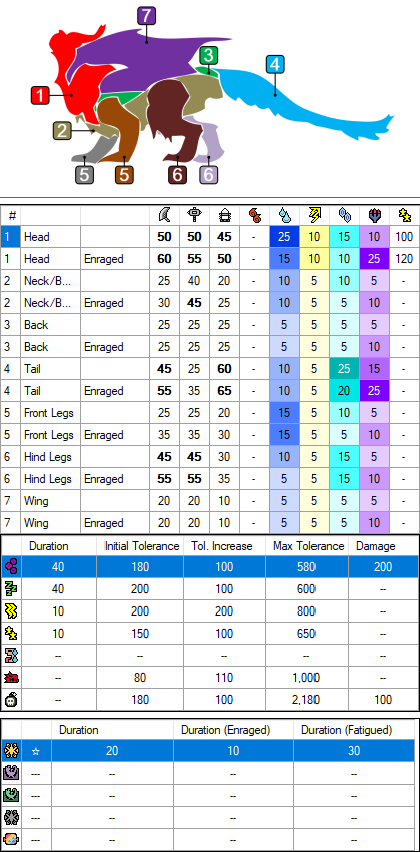 7
3
4
1
2
5 5 6 6
#
1 Head 50 50 45 - 25 10 15 10 100
1 Head Enraged 60 55 50 - 15 10 10 25 120
2 Neck/B... 25 40 20 - 10 5 10 5 -
2 Neck/B... Enraged 30 45 25 - 10 5 5 10 -
3 Back 25 25 25 - 5 5 5 5 -
3 Back Enraged 25 25 25 - 5 5 5 10 -
4 Tail 45 25 60 - 10 5 25 15 -
4 Tail Enraged 55 35 65 - 10 5 20 25 -
5 Front Legs 25 25 20 - 15 5 10 5 -
5 Front Legs Enraged 35 35 30 - 15 5 5 10 -
6 Hind Legs 45 45 30 - 10 5 15 5 -
6 Hind Legs Enraged 55 55 35 - 5 5 15 10 -
7 Wing 20 20 10 - 5 5 5 5 -
7 Wing Enraged 20 20 10 - 5 5 5 10 -
Duration Initial Tolerance Tol. Increase Max Tolerance Damage
40 180 100 580 200
40 200 100 600 --
10 200 200 800 --
10 150 100 650 --
-- -- -- -- --
-- 80 110 1,000 --
-- 180 100 2,180 100
Duration Duration (Enraged) Duration (Fatigued)
☆ 20 10 30
--- -- -- --
--- -- -- --
--- -- -- --
--- -- -- --